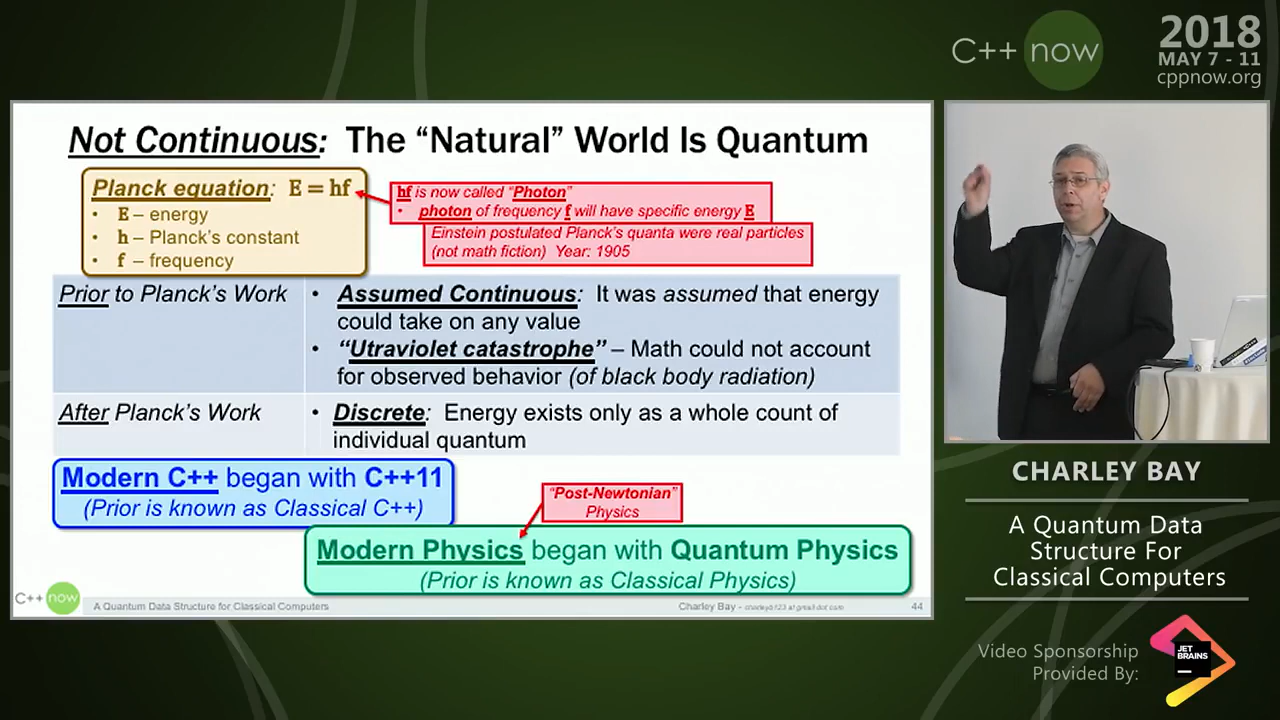 C++ now
2018
MAY 7 - 11
cppnow.org
Not Continuous: The “Natural” World Is Quantum
Planck equation: E = hf
• E – energy
• h – Planck's constant
• f – frequency
hf is now called “Photon”
• photon of frequency f will have specific energy E
Einstein postulated Planck's quanta were real particles
(not math fiction) Year: 1905
Prior to Planck's Work
• Assumed Continuous: It was assumed that energy
could take on any value
• “Utraviolet catastrophe” – Math could not account
for observed behavior (of black body radiation)
After Planck's Work
• Discrete: Energy exists only as a whole count of
individual quantum
Modern C++ began with C++11
(Prior is known as Classical C++)
“Post-Newtonian”
Physics
Modern Physics began with Quantum Physics
(Prior is known as Classical Physics)
C++ now
A Quantum Data Structure for Classical Computers
Charley Bay - charleyb123 at gmail dot com
44
CHARLEY BAY
A Quantum Data
Structure For
Classical Computers
Video Sponsorship
Provided By:
JET
BRAINS